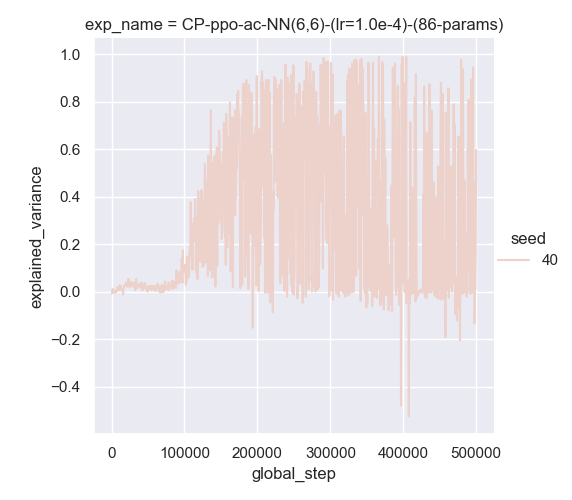 exp_name = CP-ppo-ac-NN(6,6)-(lr=1.0e-4)-(86-params)
1.0
0.8
0.6
0.4
0.2
0.0
−0.2
−0.4
explained_variance
0 100000 200000 300000 400000 500000
global_step
seed
40